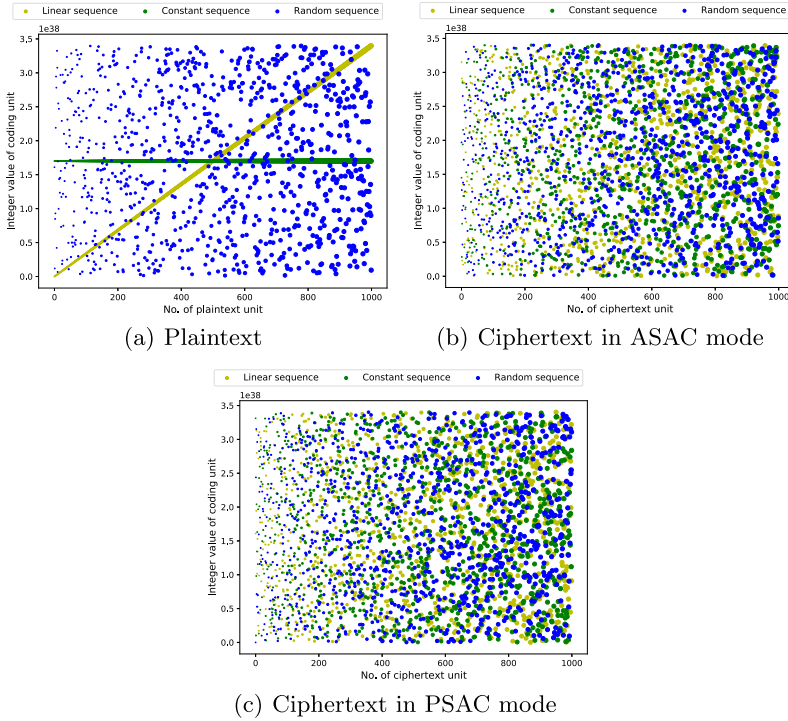 Linear sequence Constant sequence Random sequence
1e38
3.5
3.0
2.5
2.0
1.5
1.0
0.5
0.0
Integer value of coding unit
0 200 400 600 800 1000
No. of plaintext unit
(a) Plaintext
Linear sequence Constant sequence Random sequence
1e38
3.5
3.0
2.5
2.0
1.5
1.0
0.5
0.0
Integer value of coding unit
0 200 400 600 800 1000
No. of ciphertext unit
(b) Ciphertext in ASAC mode
Linear sequence Constant sequence Random sequence
1e38
3.5
3.0
2.5
2.0
1.5
1.0
0.5
0.0
Integer value of coding unit
0 200 400 600 800 1000
No. of ciphertext unit
(c) Ciphertext in PSAC mode